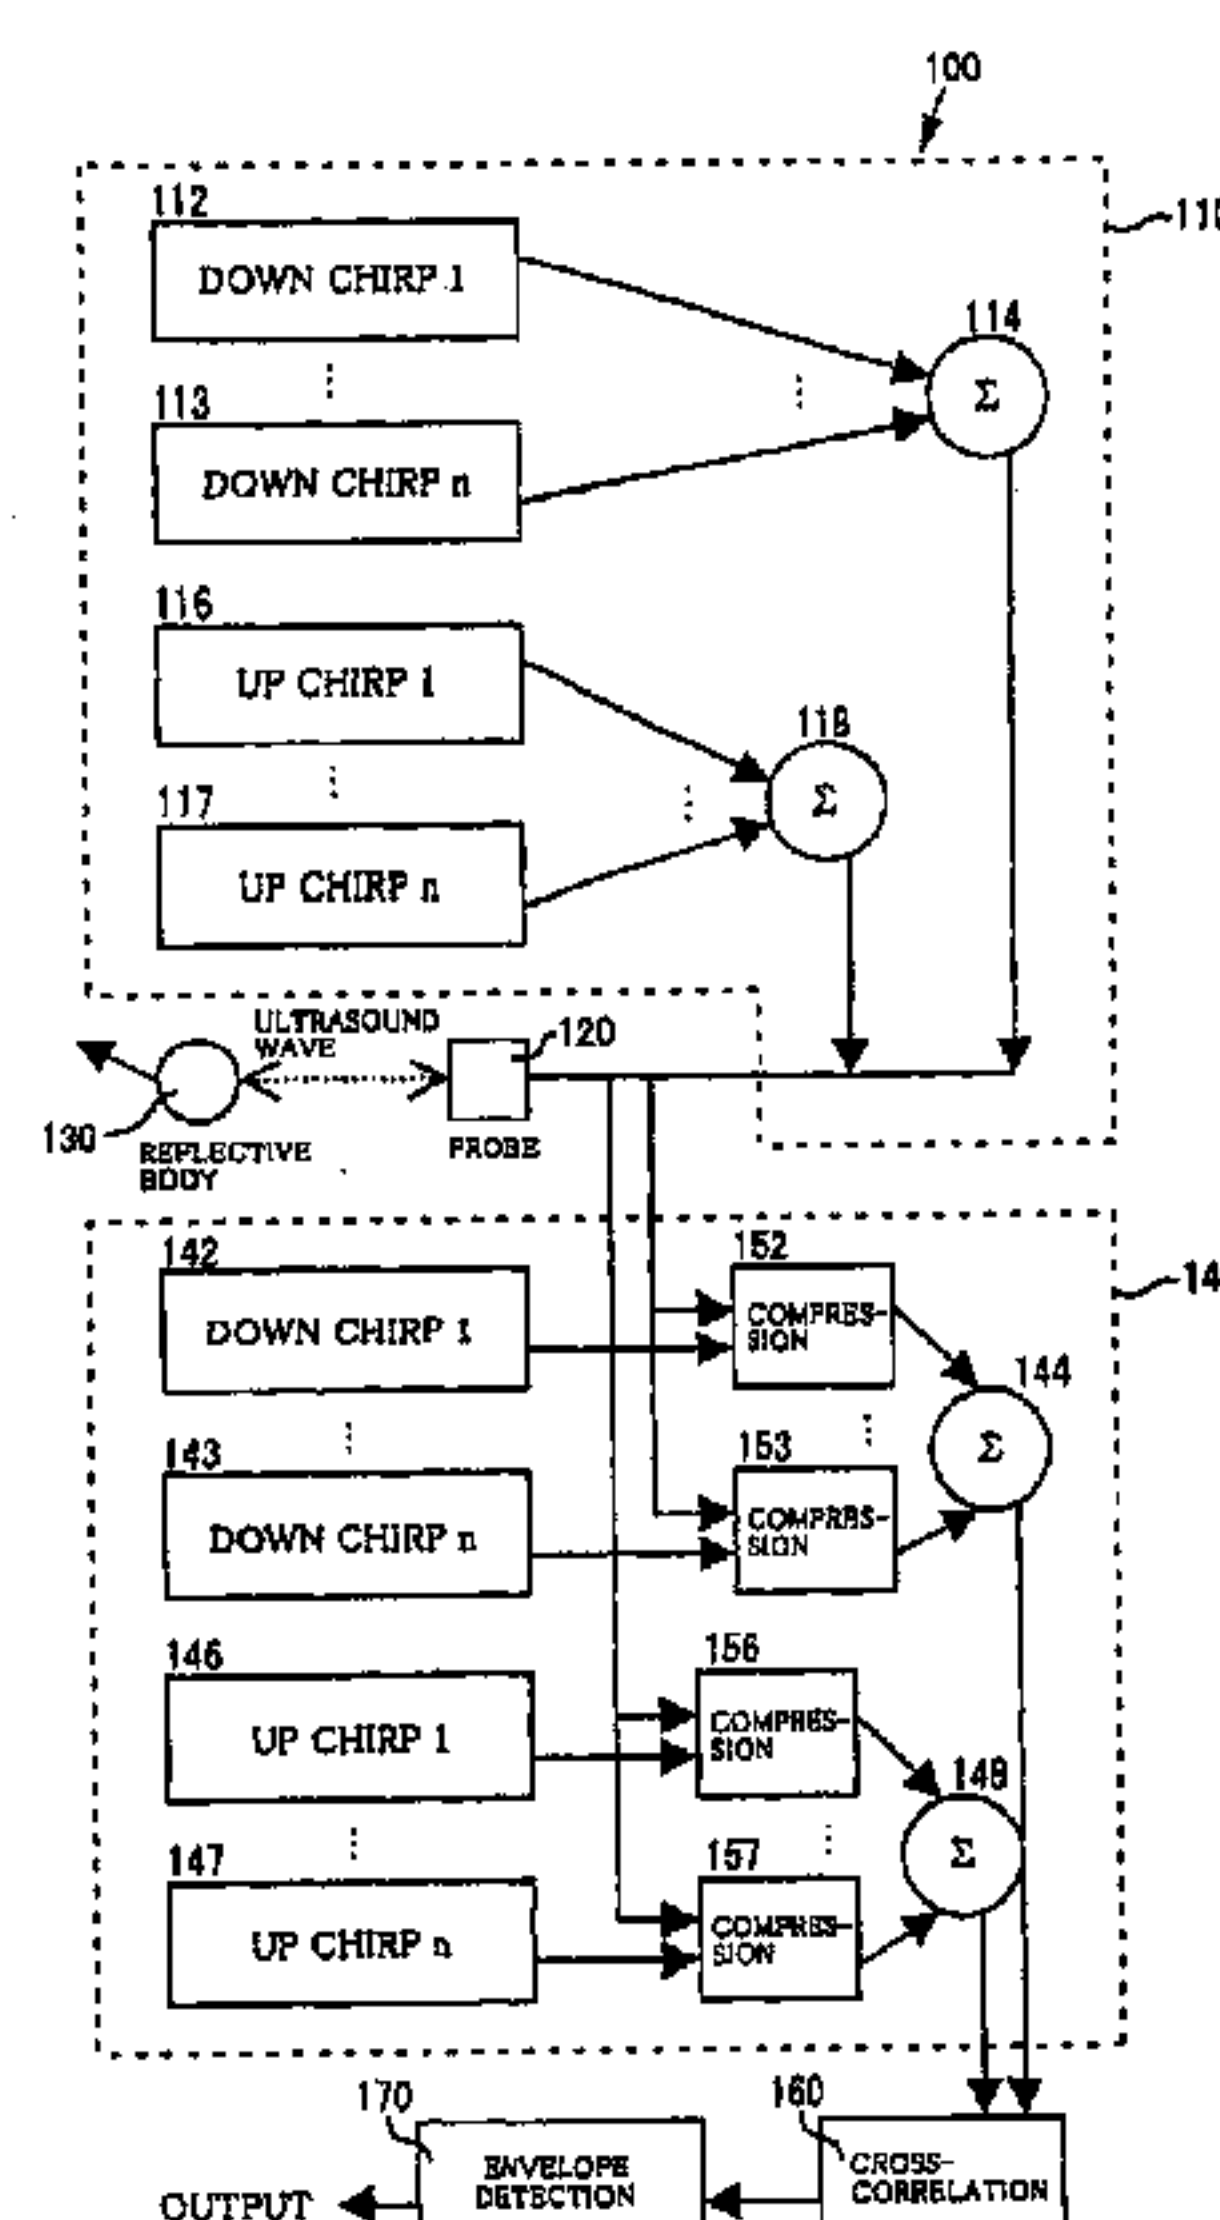 100
112
DOWN CHIRP 1
114
Σ
113
DOWN CHIRP n
116
UP CHIRP 1
118
Σ
117
UP CHIRP n
ULTRASOUND
WAVE
120
130
REFLECTIVE
BODY
PROBE
142
DOWN CHIRP 1
152
COMPRES-
SION
144
Σ
143
DOWN CHIRP n
153
COMPRES-
SION
146
UP CHIRP 1
156
COMPRES-
SION
148
Σ
147
UP CHIRP n
157
COMPRES-
SION
170
160
ENVELOPE
DETECTION
CROSS-
CORRELATION
OUTPUT